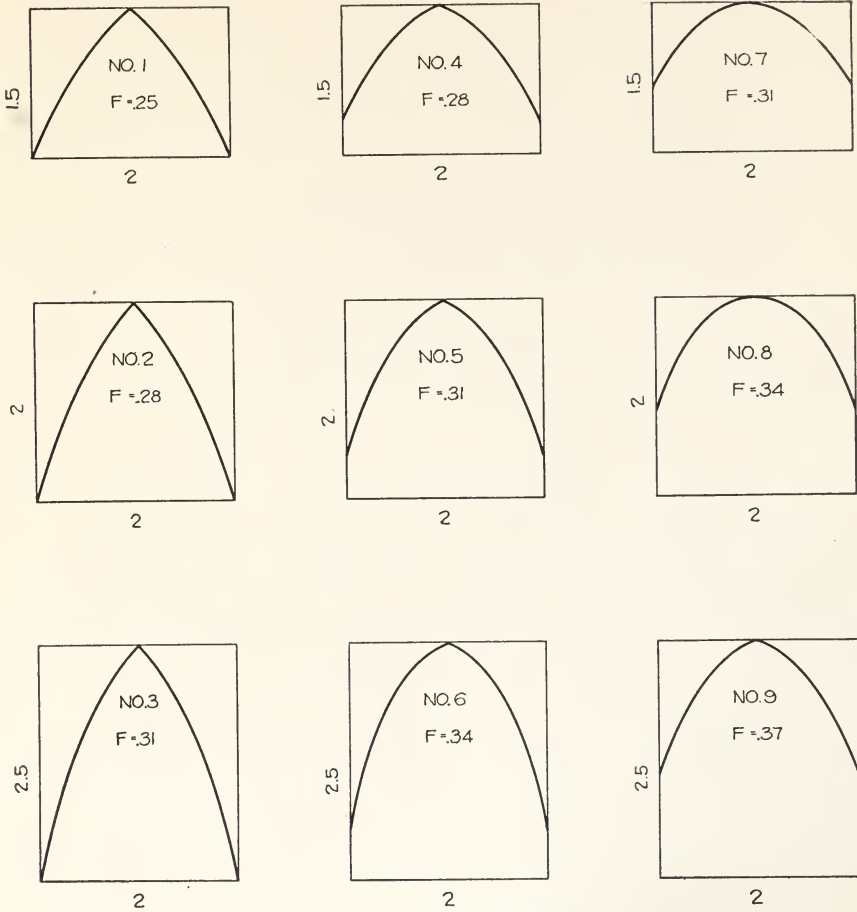 NO. 1
F =.25
1.5
2
NO. 4
F =.28
1.5
2
NO. 7
F =.31
1.5
2
NO. 2
F =.28
2
2
NO. 5
F =.31
2
2
NO. 8
F =.34
2
2
NO. 3
F =.31
2.5
2
NO. 6
F =.34
2.5
2
NO. 9
F =.37
2.5
2